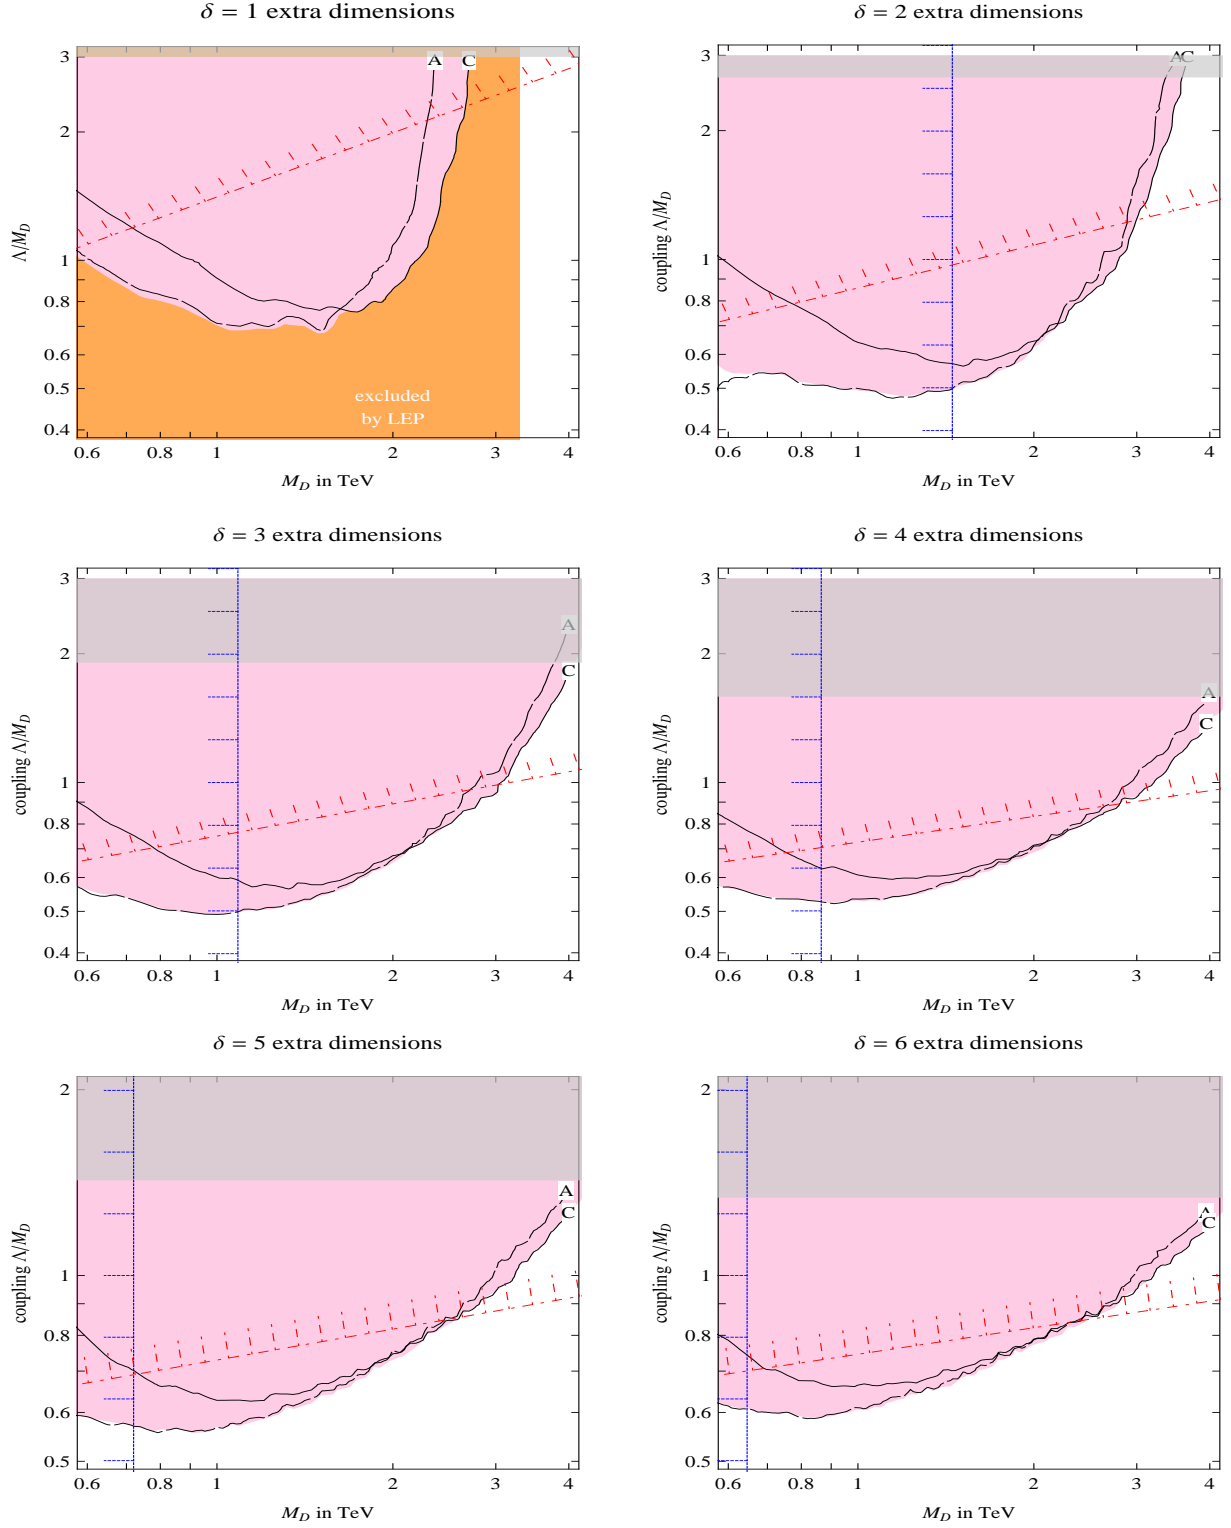 δ = 1 extra dimensions
3
2
1
0.8
0.6
0.5
0.4
Λ/M_D
A
C
excluded
by LEP
0.6 0.8 1 2 3 4
M_D in TeV
δ = 2 extra dimensions
3
2
1
0.8
0.6
0.5
0.4
coupling Λ/M_D
A
C
0.6 0.8 1 2 3 4
M_D in TeV
δ = 3 extra dimensions
3
2
1
0.8
0.6
0.5
0.4
coupling Λ/M_D
A
C
0.6 0.8 1 2 3 4
M_D in TeV
δ = 4 extra dimensions
3
2
1
0.8
0.6
0.5
0.4
coupling Λ/M_D
A
C
0.6 0.8 1 2 3 4
M_D in TeV
δ = 5 extra dimensions
2
1
0.8
0.6
0.5
coupling Λ/M_D
A
C
0.6 0.8 1 2 3 4
M_D in TeV
δ = 6 extra dimensions
2
1
0.8
0.6
0.5
coupling Λ/M_D
A
C
0.6 0.8 1 2 3 4
M_D in TeV